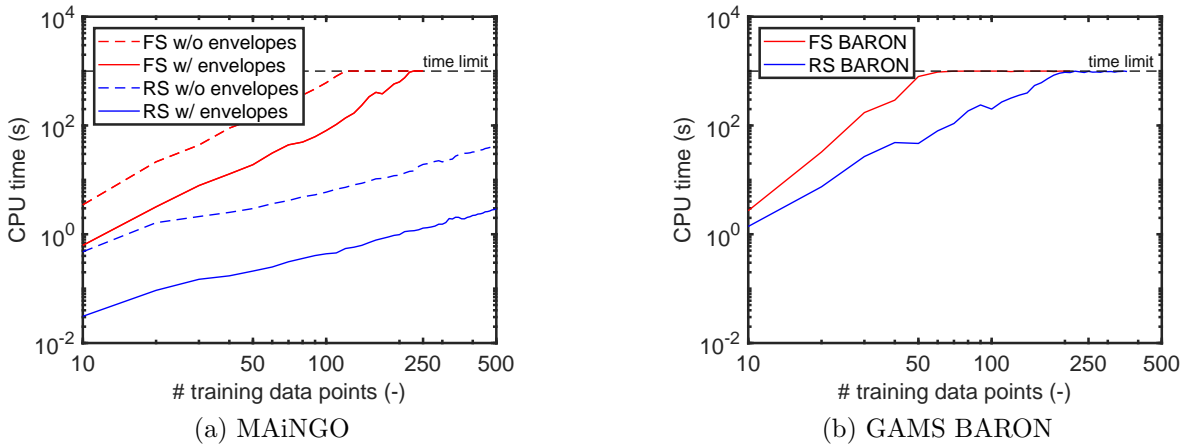 10^4
10^2
10^0
10^-2
CPU time (s)
FS w/o envelopes
FS w/ envelopes
RS w/o envelopes
RS w/ envelopes
time limit
10 50 100 250 500
# training data points (-)
(a) MAiNGO
10^4
10^2
10^0
10^-2
CPU time (s)
FS BARON
RS BARON
time limit
10 50 100 250 500
# training data points (-)
(b) GAMS BARON